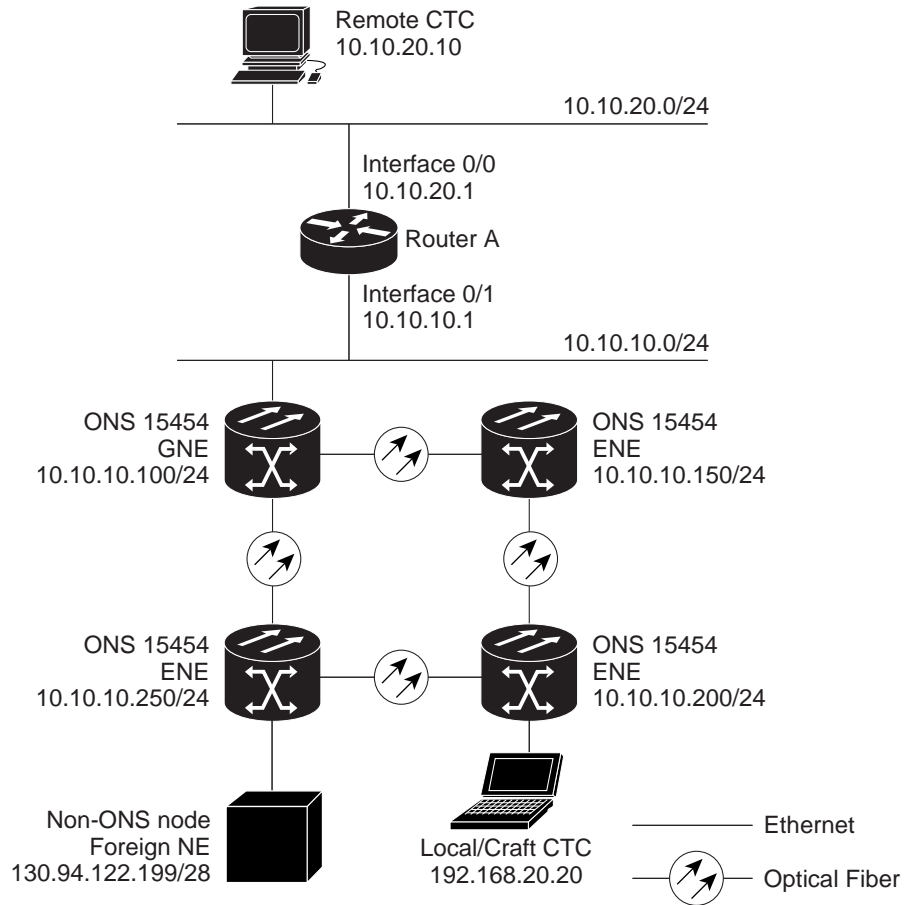 Remote CTC
10.10.20.10
10.10.20.0/24
Interface 0/0
10.10.20.1
Router A
Interface 0/1
10.10.10.1
10.10.10.0/24
ONS 15454
GNE
10.10.10.100/24
ONS 15454
ENE
10.10.10.150/24
ONS 15454
ENE
10.10.10.250/24
ONS 15454
ENE
10.10.10.200/24
Non-ONS node
Foreign NE
130.94.122.199/28
Local/Craft CTC
192.168.20.20
Ethernet
Optical Fiber